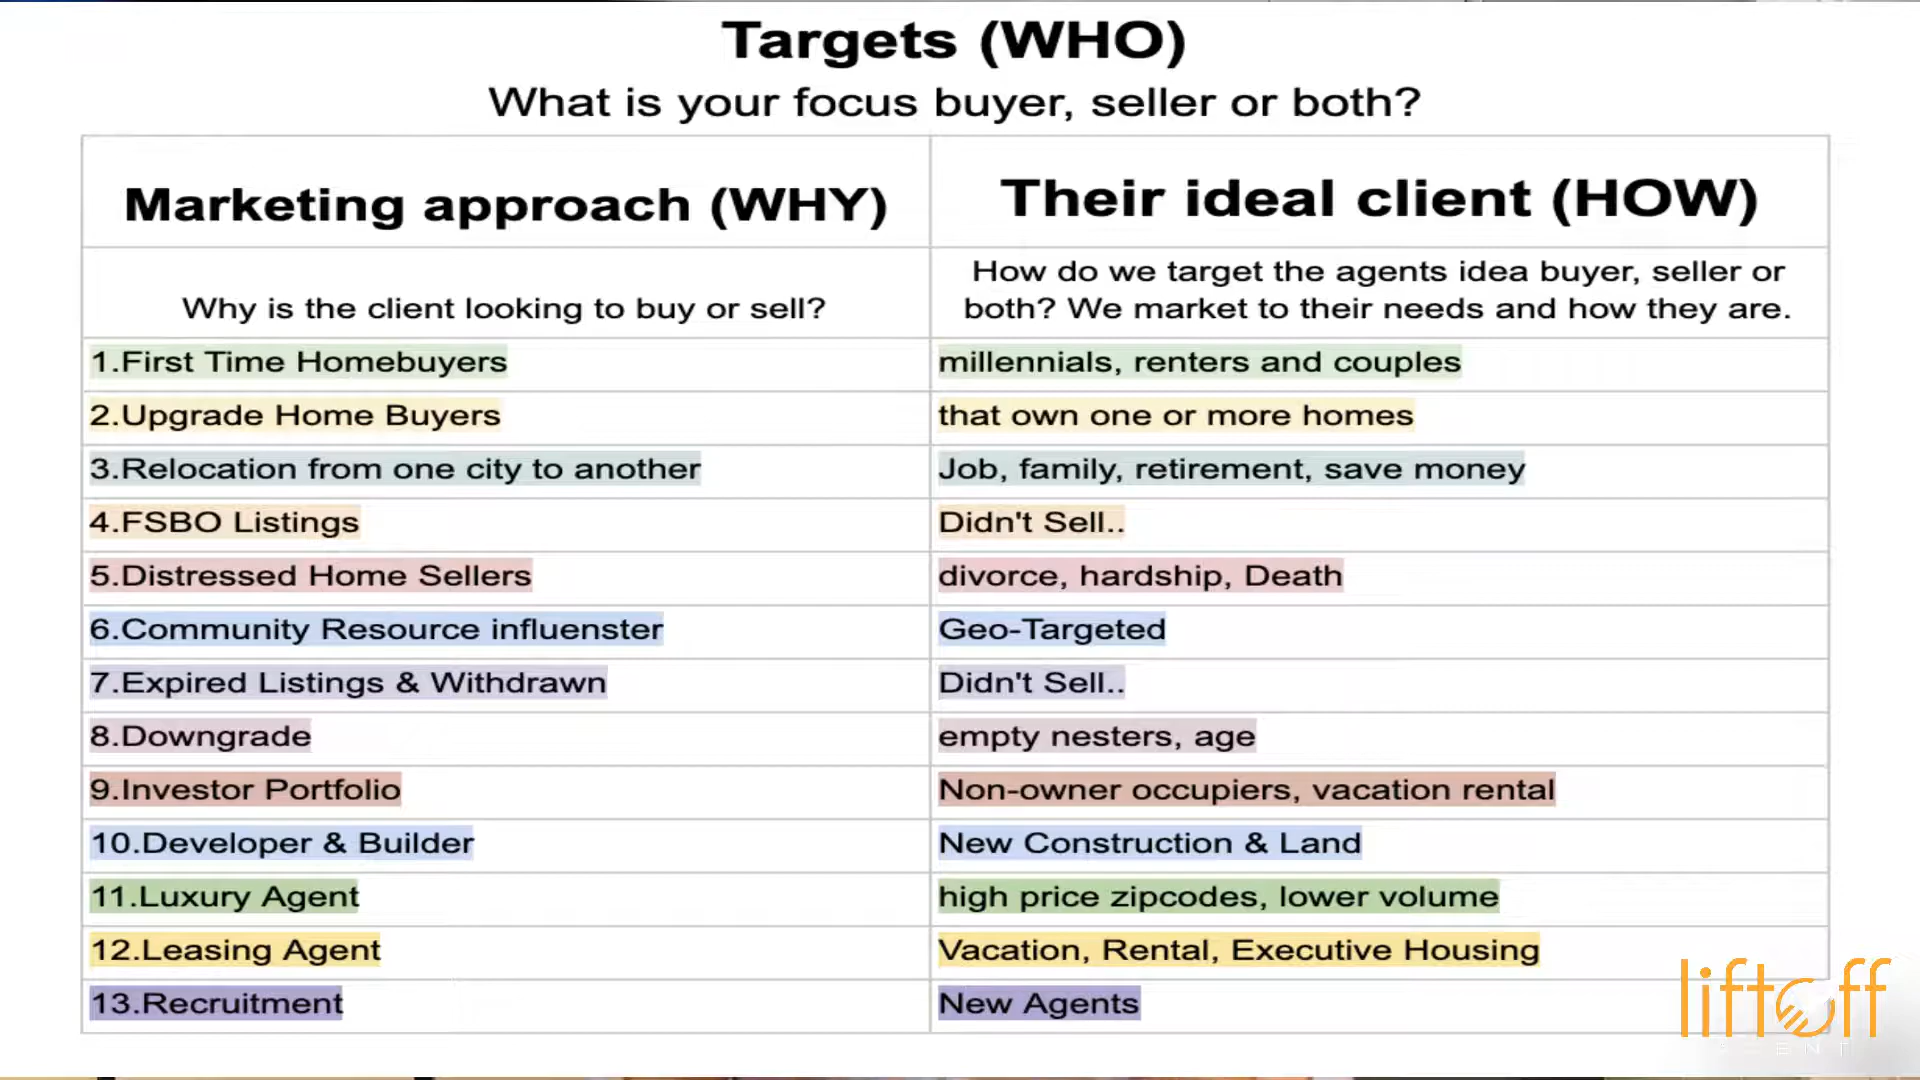 Targets (WHO)
What is your focus buyer, seller or both?
Marketing approach (WHY)
Their ideal client (HOW)
Why is the client looking to buy or sell?
How do we target the agents idea buyer, seller or
both? We market to their needs and how they are.
1.First Time Homebuyers
millennials, renters and couples
2.Upgrade Home Buyers
that own one or more homes
3.Relocation from one city to another
Job, family, retirement, save money
4.FSBO Listings
Didn't Sell..
5.Distressed Home Sellers
divorce, hardship, Death
6.Community Resource influenster
Geo-Targeted
7.Expired Listings & Withdrawn
Didn't Sell..
8.Downgrade
empty nesters, age
9.Investor Portfolio
Non-owner occupiers, vacation rental
10.Developer & Builder
New Construction & Land
11.Luxury Agent
high price zipcodes, lower volume
12.Leasing Agent
Vacation, Rental, Executive Housing
13.Recruitment
New Agents
liftoff